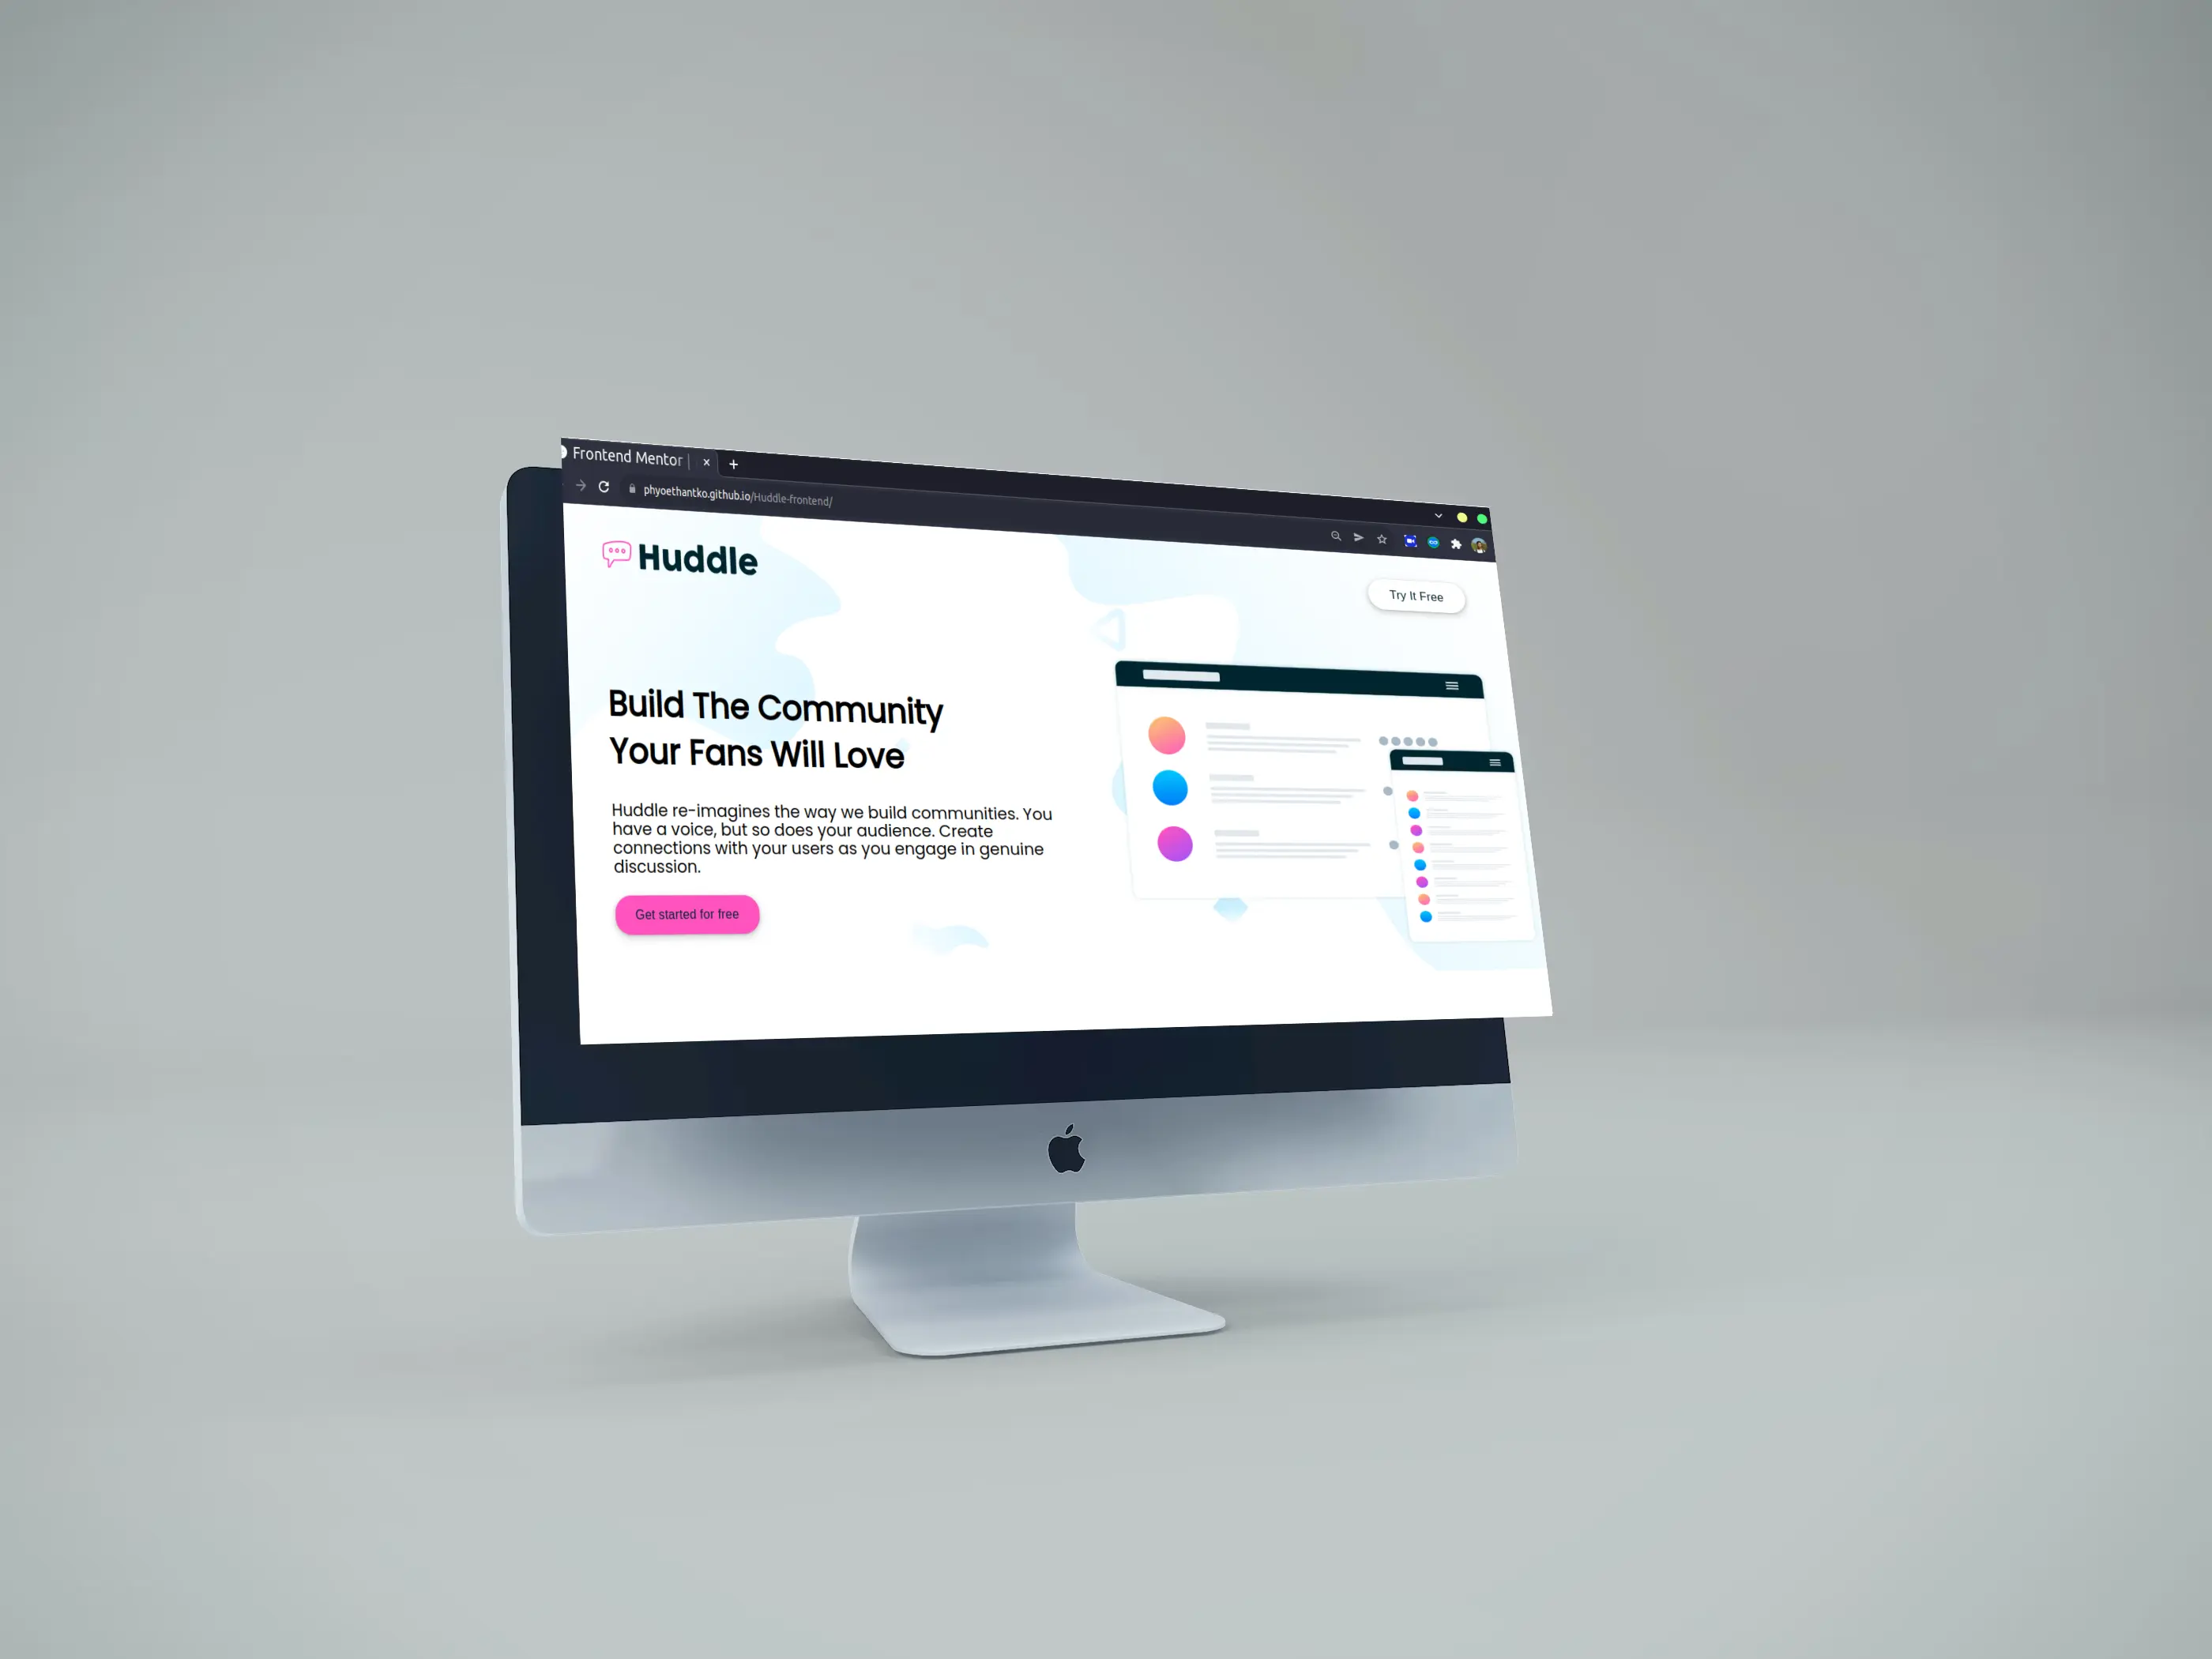 Frontend Mentor |
phyoethantko.github.io/Huddle-frontend/
Huddle
Try It Free
Build The Community
Your Fans Will Love
Huddle re-imagines the way we build communities. You
have a voice, but so does your audience. Create
connections with your users as you engage in genuine
discussion.
Get started for free